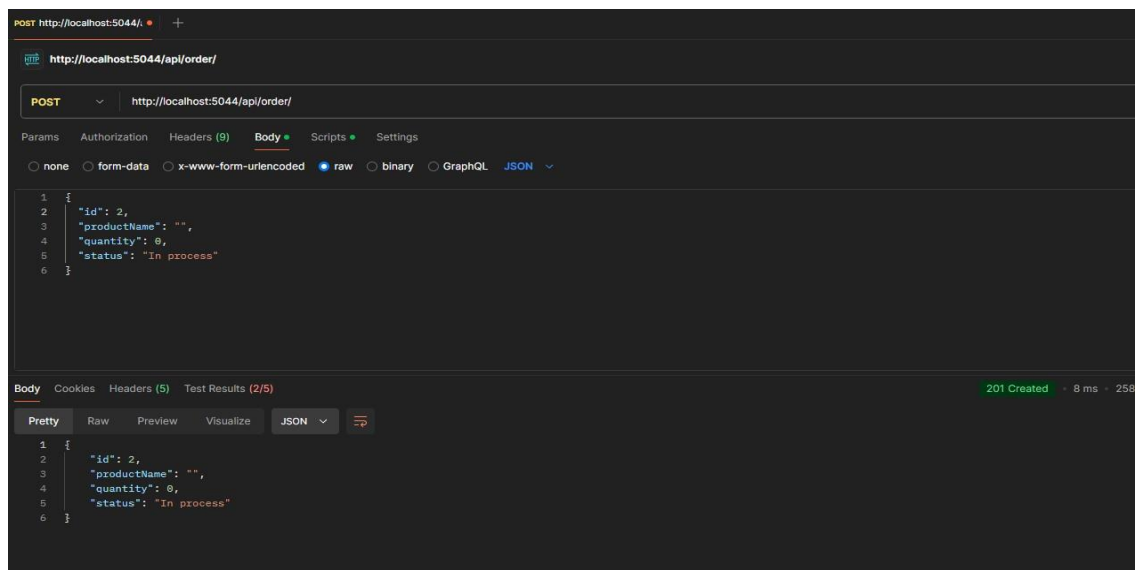 POST http://localhost:5044/a
http://localhost:5044/api/order/
POST http://localhost:5044/api/order/
Params Authorization Headers (9) Body Scripts Settings
none form-data x-www-form-urlencoded raw binary GraphQL JSON
1 {
2 "id": 2,
3 "productName": "",
4 "quantity": 0,
5 "status": "In process"
6 }
Body Cookies Headers (5) Test Results (2/5) 201 Created 8 ms 258
Pretty Raw Preview Visualize JSON
1 {
2 "id": 2,
3 "productName": "",
4 "quantity": 0,
5 "status": "In process"
6 }